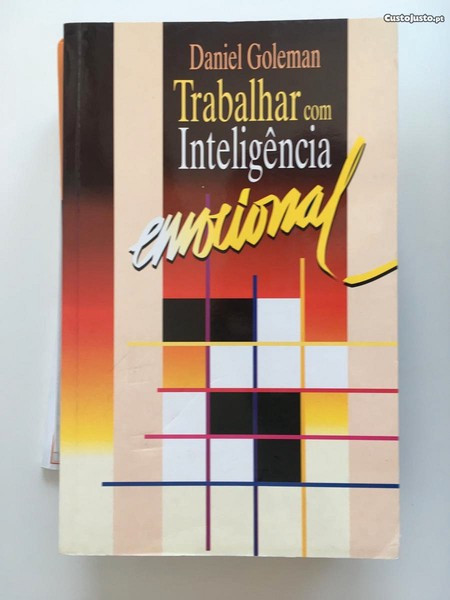 CustoJusto.pt
Daniel Goleman
Trabalhar com
Inteligência
emocional